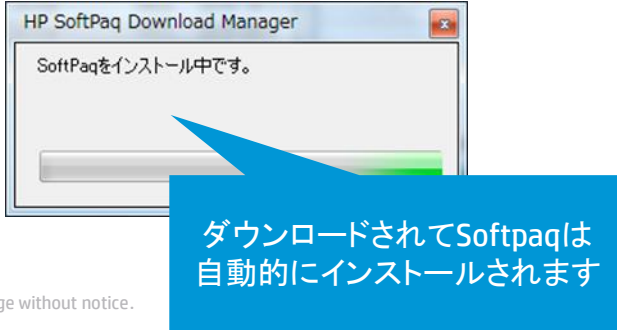 HP SoftPaq Download Manager
SoftPaqをインストール中です。
ダウンロードされてSoftpaqは
自動的にインストールされます
ge without notice.